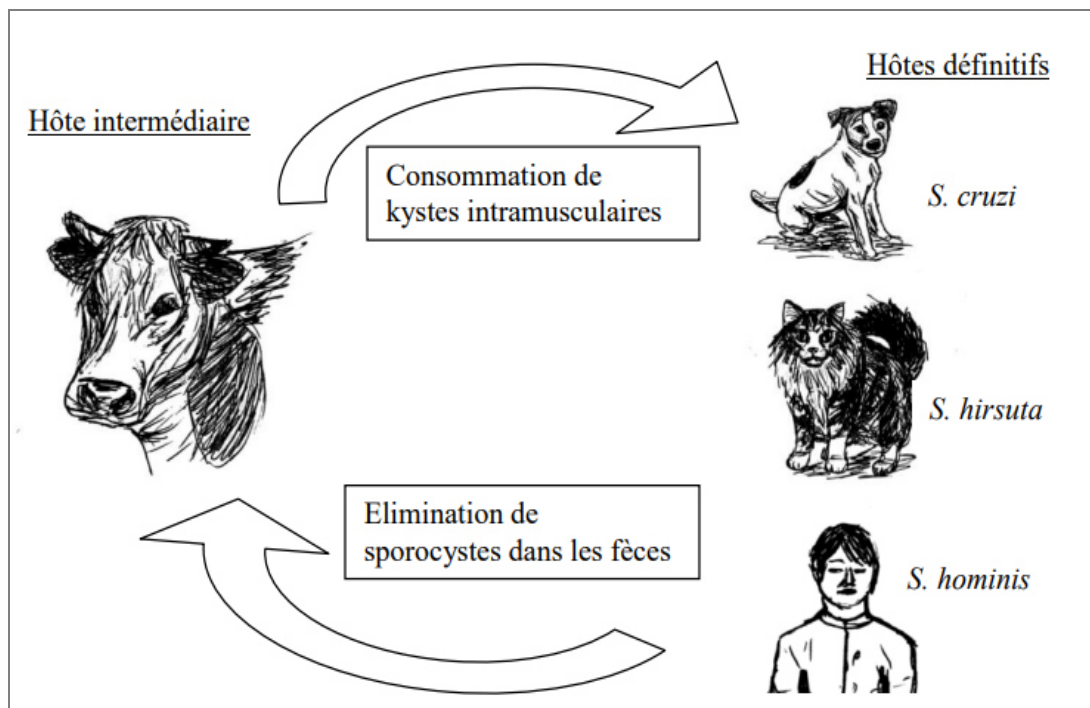 Hôtes définitifs
Hôte intermédiaire
Consommation de
kystes intramusculaires
S. cruzi
S. hirsuta
Elimination de
sporocystes dans les fèces
S. hominis